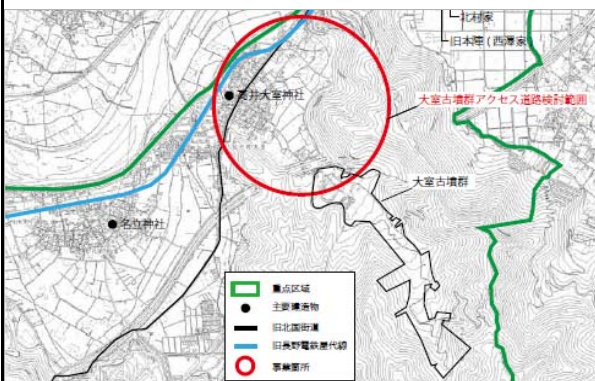 北村家
旧本陣(西澤家)
大室古墳群アクセス道路検討範囲
高井大室神社
大室古墳群
名立神社
重点区域
主要建造物
旧北国街道
旧長野電鉄屋代線
事業箇所